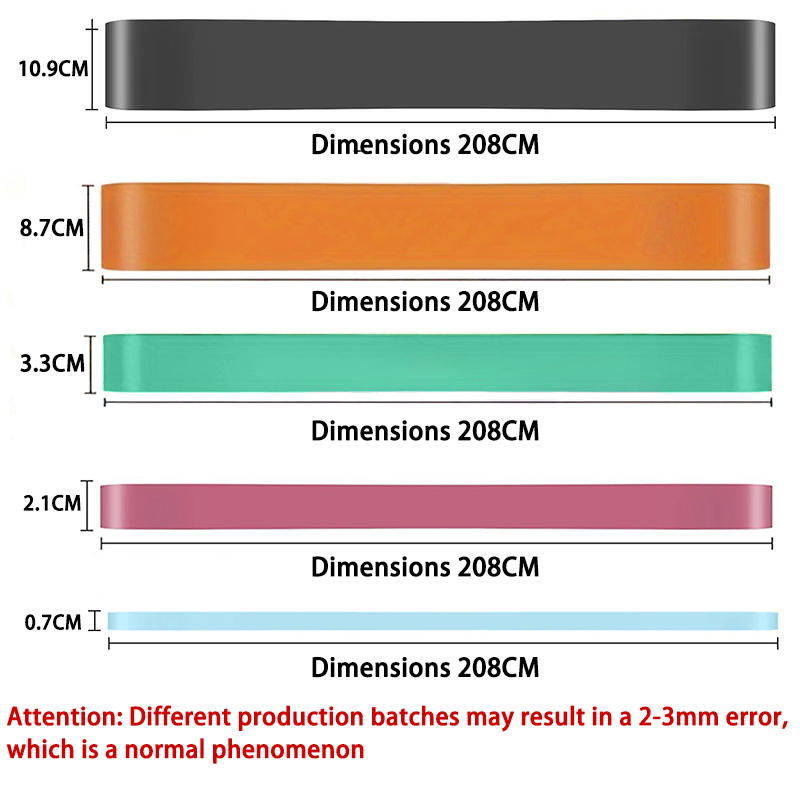 10.9CM
Dimensions 208CM
8.7CM
Dimensions 208CM
3.3CM
Dimensions 208CM
2.1CM
Dimensions 208CM
0.7CM
Dimensions 208CM
Attention: Different production batches may result in a 2-3mm error,
which is a normal phenomenon